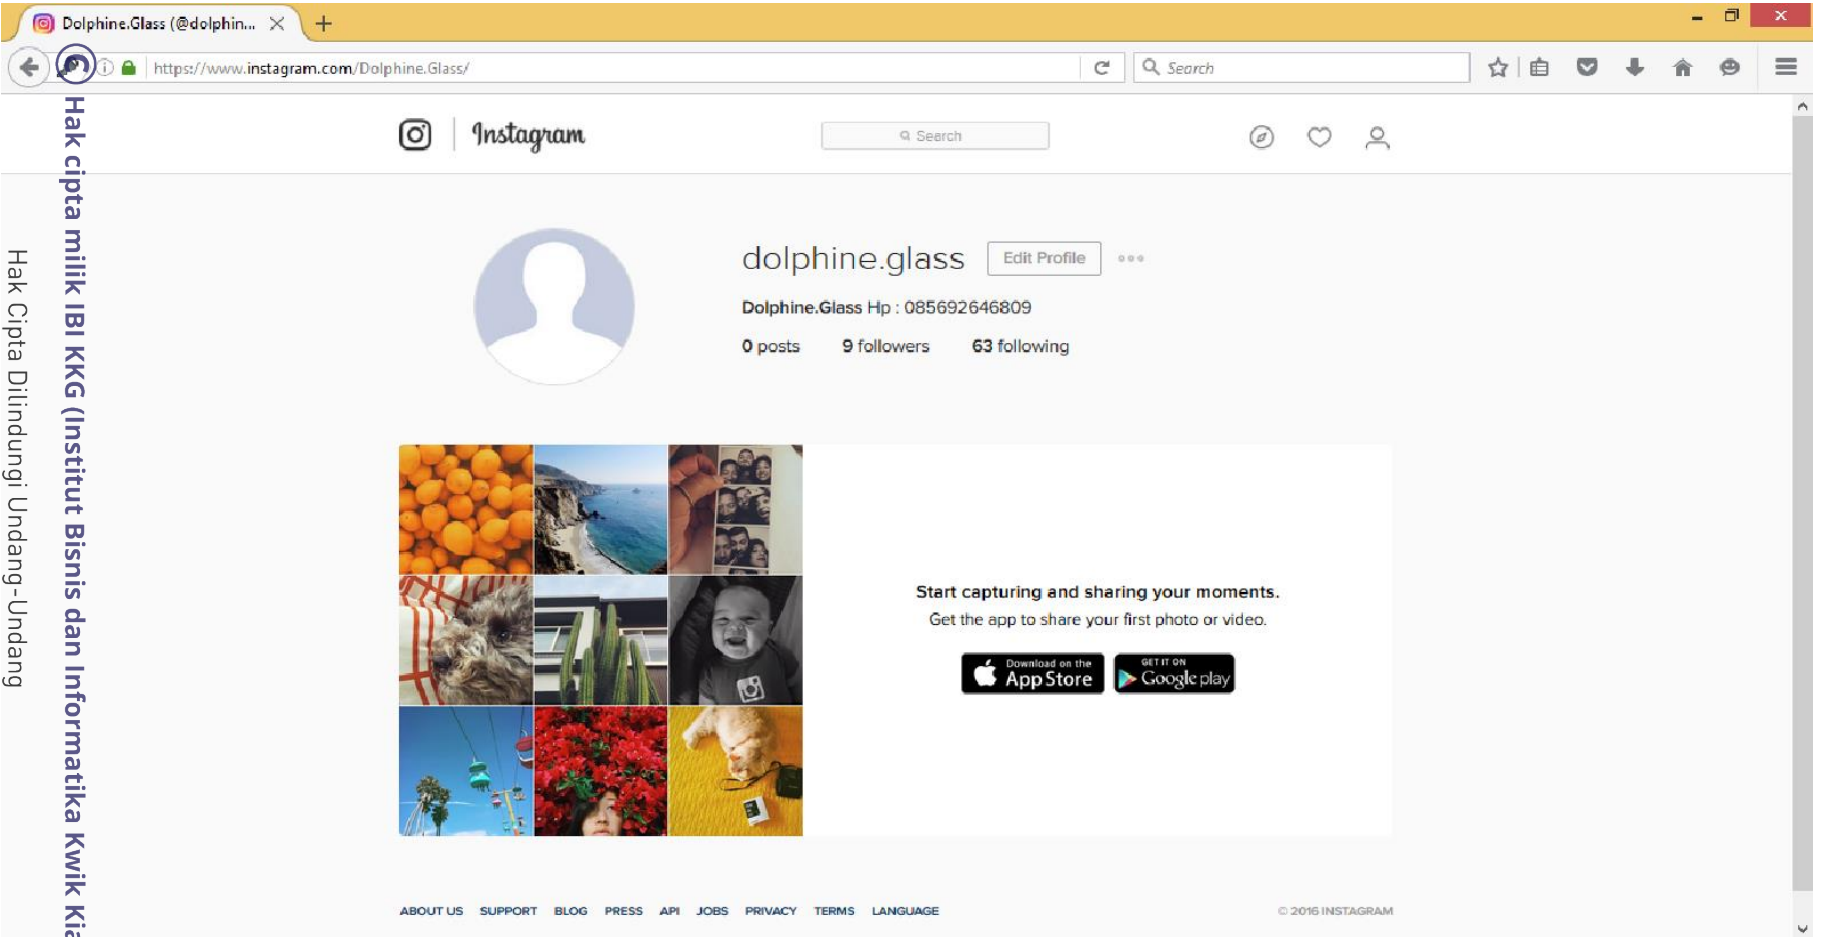 Dolphine.Glass (@dolphin...
https://www.instagram.com/Dolphine.Glass/
Search
Instagram
Search
dolphine.glass
Edit Profile
Dolphine.Glass Hp : 085692646809
0 posts 9 followers 63 following
Start capturing and sharing your moments.
Get the app to share your first photo or video.
Download on the
App Store
GET IT ON
Google play
ABOUT US SUPPORT BLOG PRESS API JOBS PRIVACY TERMS LANGUAGE
© 2016 INSTAGRAM
Hak cipta milik IBI KKG (Institut Bisnis dan Informatika Kwik Kia
Hak Cipta Dilindungi Undang-Undang